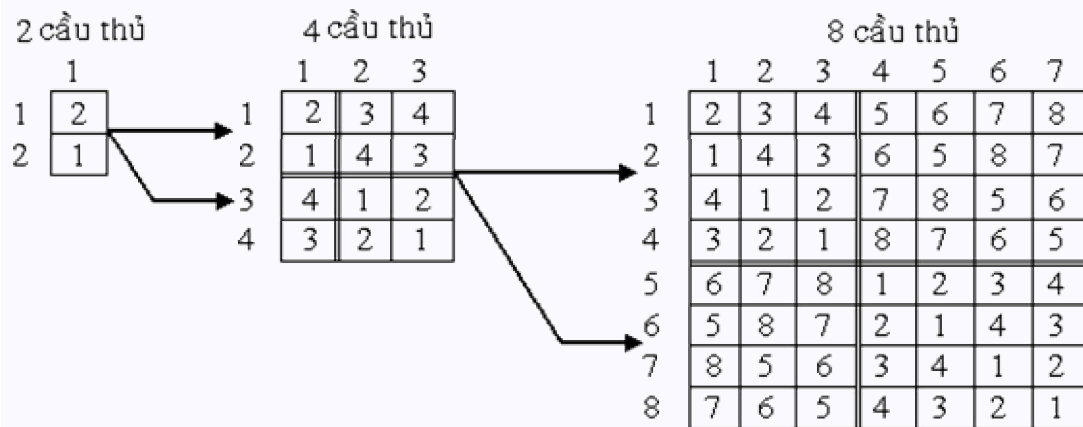 2 cầu thủ
1
1 2
2 1
4 cầu thủ
1 2 3
1 2 3 4
2 1 4 3
3 4 1 2
4 3 2 1
8 cầu thủ
1 2 3 4 5 6 7
1 2 3 4 5 6 7 8
2 1 4 3 6 5 8 7
3 4 1 2 7 8 5 6
4 3 2 1 8 7 6 5
5 6 7 8 1 2 3 4
6 5 8 7 2 1 4 3
7 8 5 6 3 4 1 2
8 7 6 5 4 3 2 1